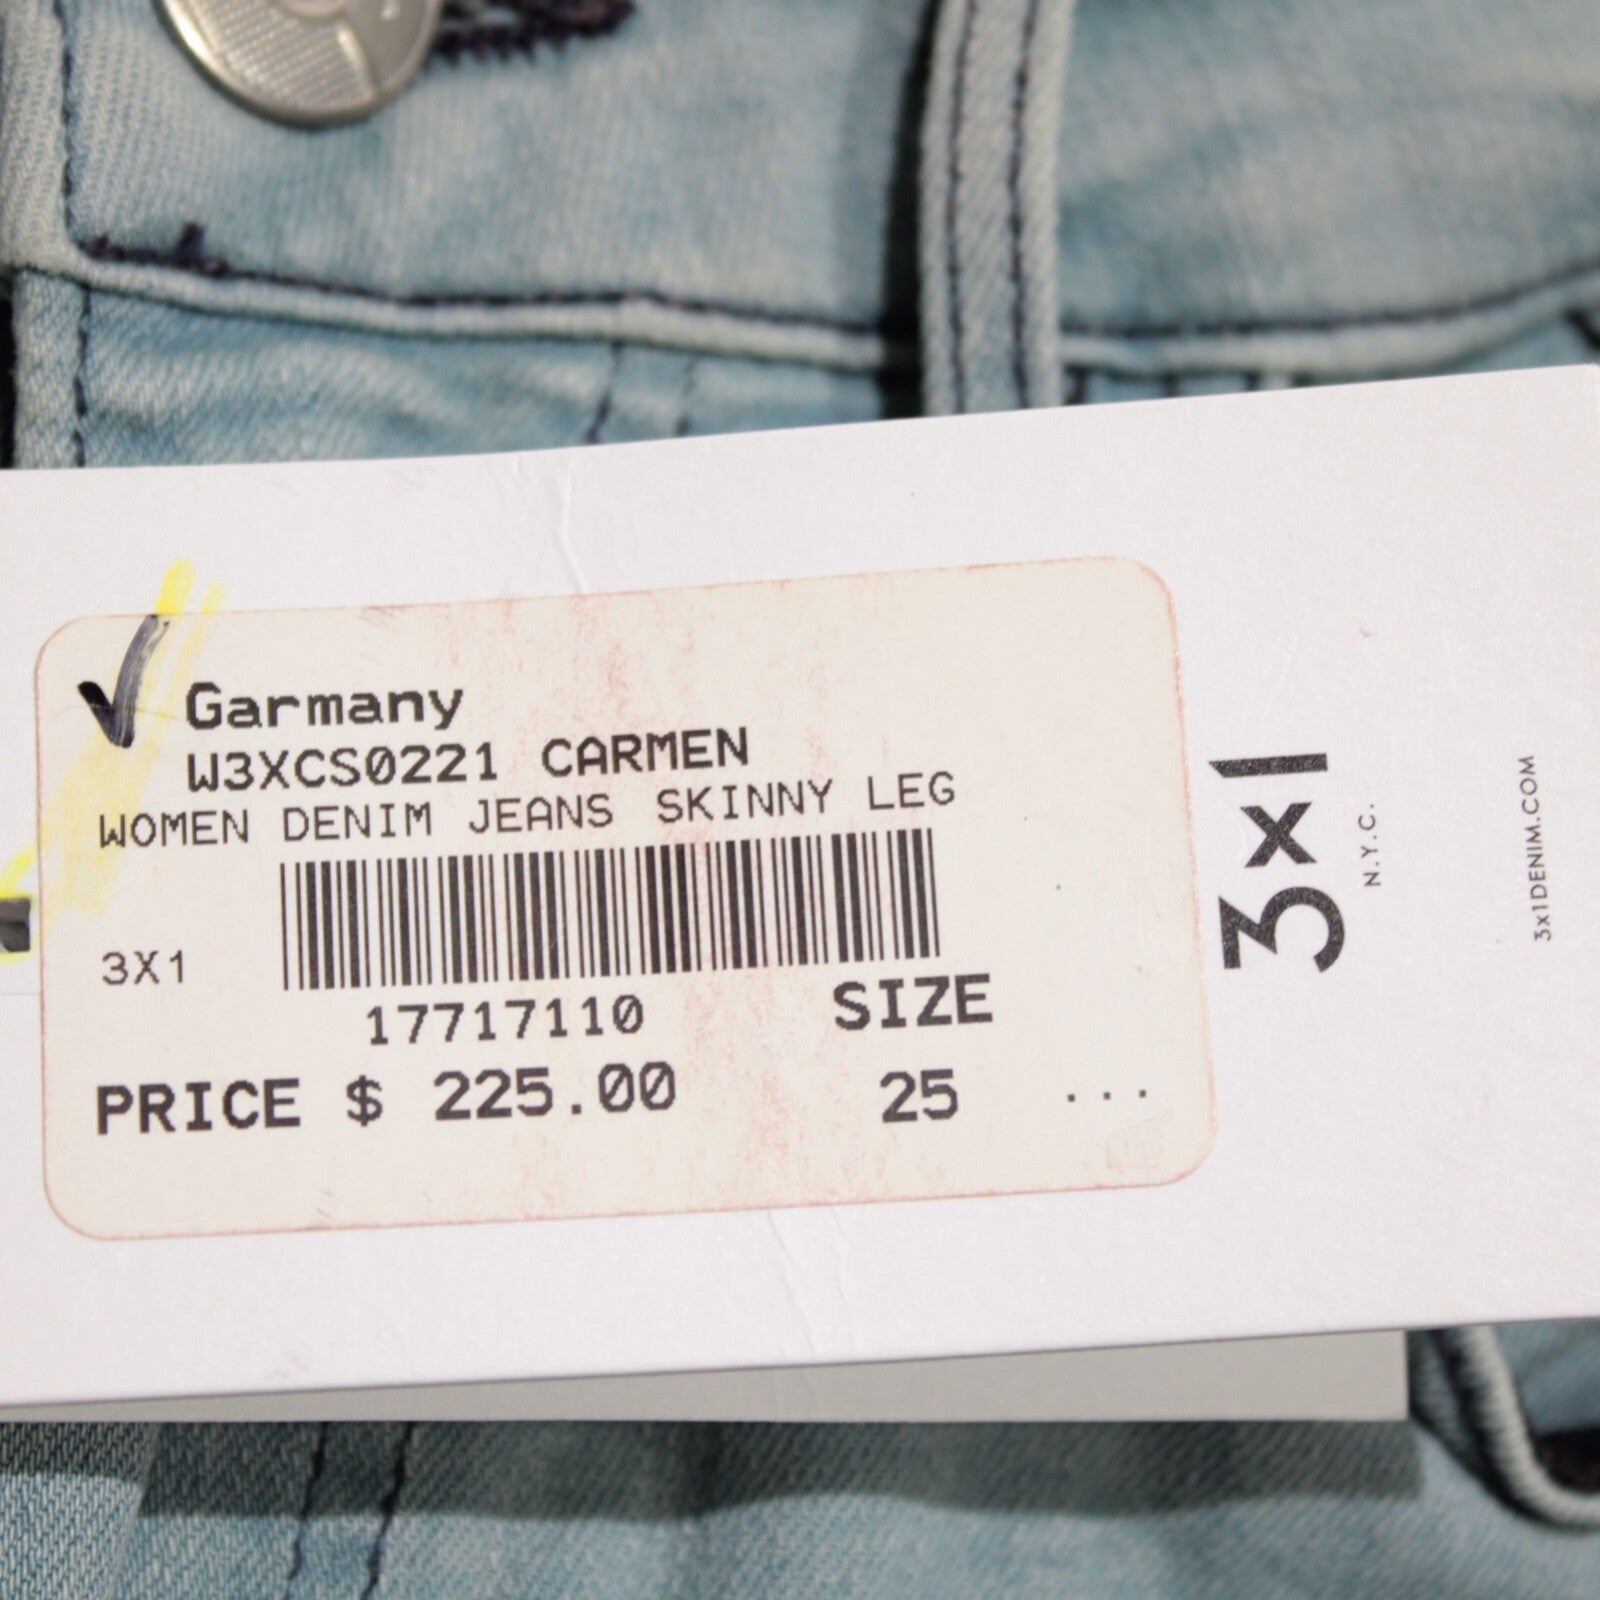 Garmany
W3XCS0221 CARMEN
WOMEN DENIM JEANS SKINNY LEG
3X1
17717110
SIZE
PRICE $ 225.00
25
...
3x1
N.Y.C.
3x1DENIM.COM